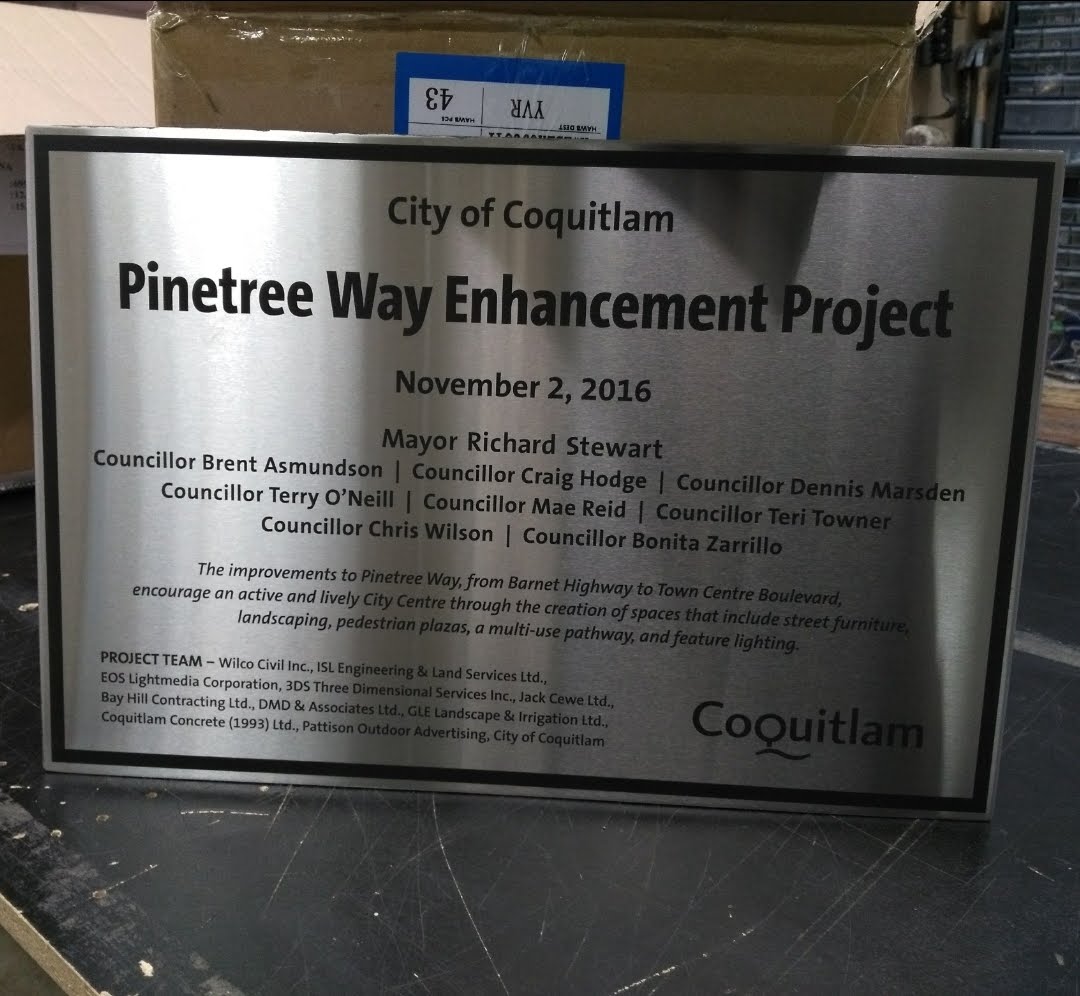 43
YVR
HAWB PCS
HAWB DEST
City of Coquitlam
Pinetree Way Enhancement Project
November 2, 2016
Mayor Richard Stewart
Councillor Brent Asmundson | Councillor Craig Hodge | Councillor Dennis Marsden
Councillor Terry O'Neill | Councillor Mae Reid | Councillor Teri Towner
Councillor Chris Wilson | Councillor Bonita Zarrillo
The improvements to Pinetree Way, from Barnet Highway to Town Centre Boulevard,
encourage an active and lively City Centre through the creation of spaces that include street furniture,
landscaping, pedestrian plazas, a multi-use pathway, and feature lighting.
PROJECT TEAM – Wilco Civil Inc., ISL Engineering & Land Services Ltd.,
EOS Lightmedia Corporation, 3DS Three Dimensional Services Inc., Jack Cewe Ltd.,
Bay Hill Contracting Ltd., DMD & Associates Ltd., GLE Landscape & Irrigation Ltd.,
Coquitlam Concrete (1993) Ltd., Pattison Outdoor Advertising, City of Coquitlam
Coquitlam